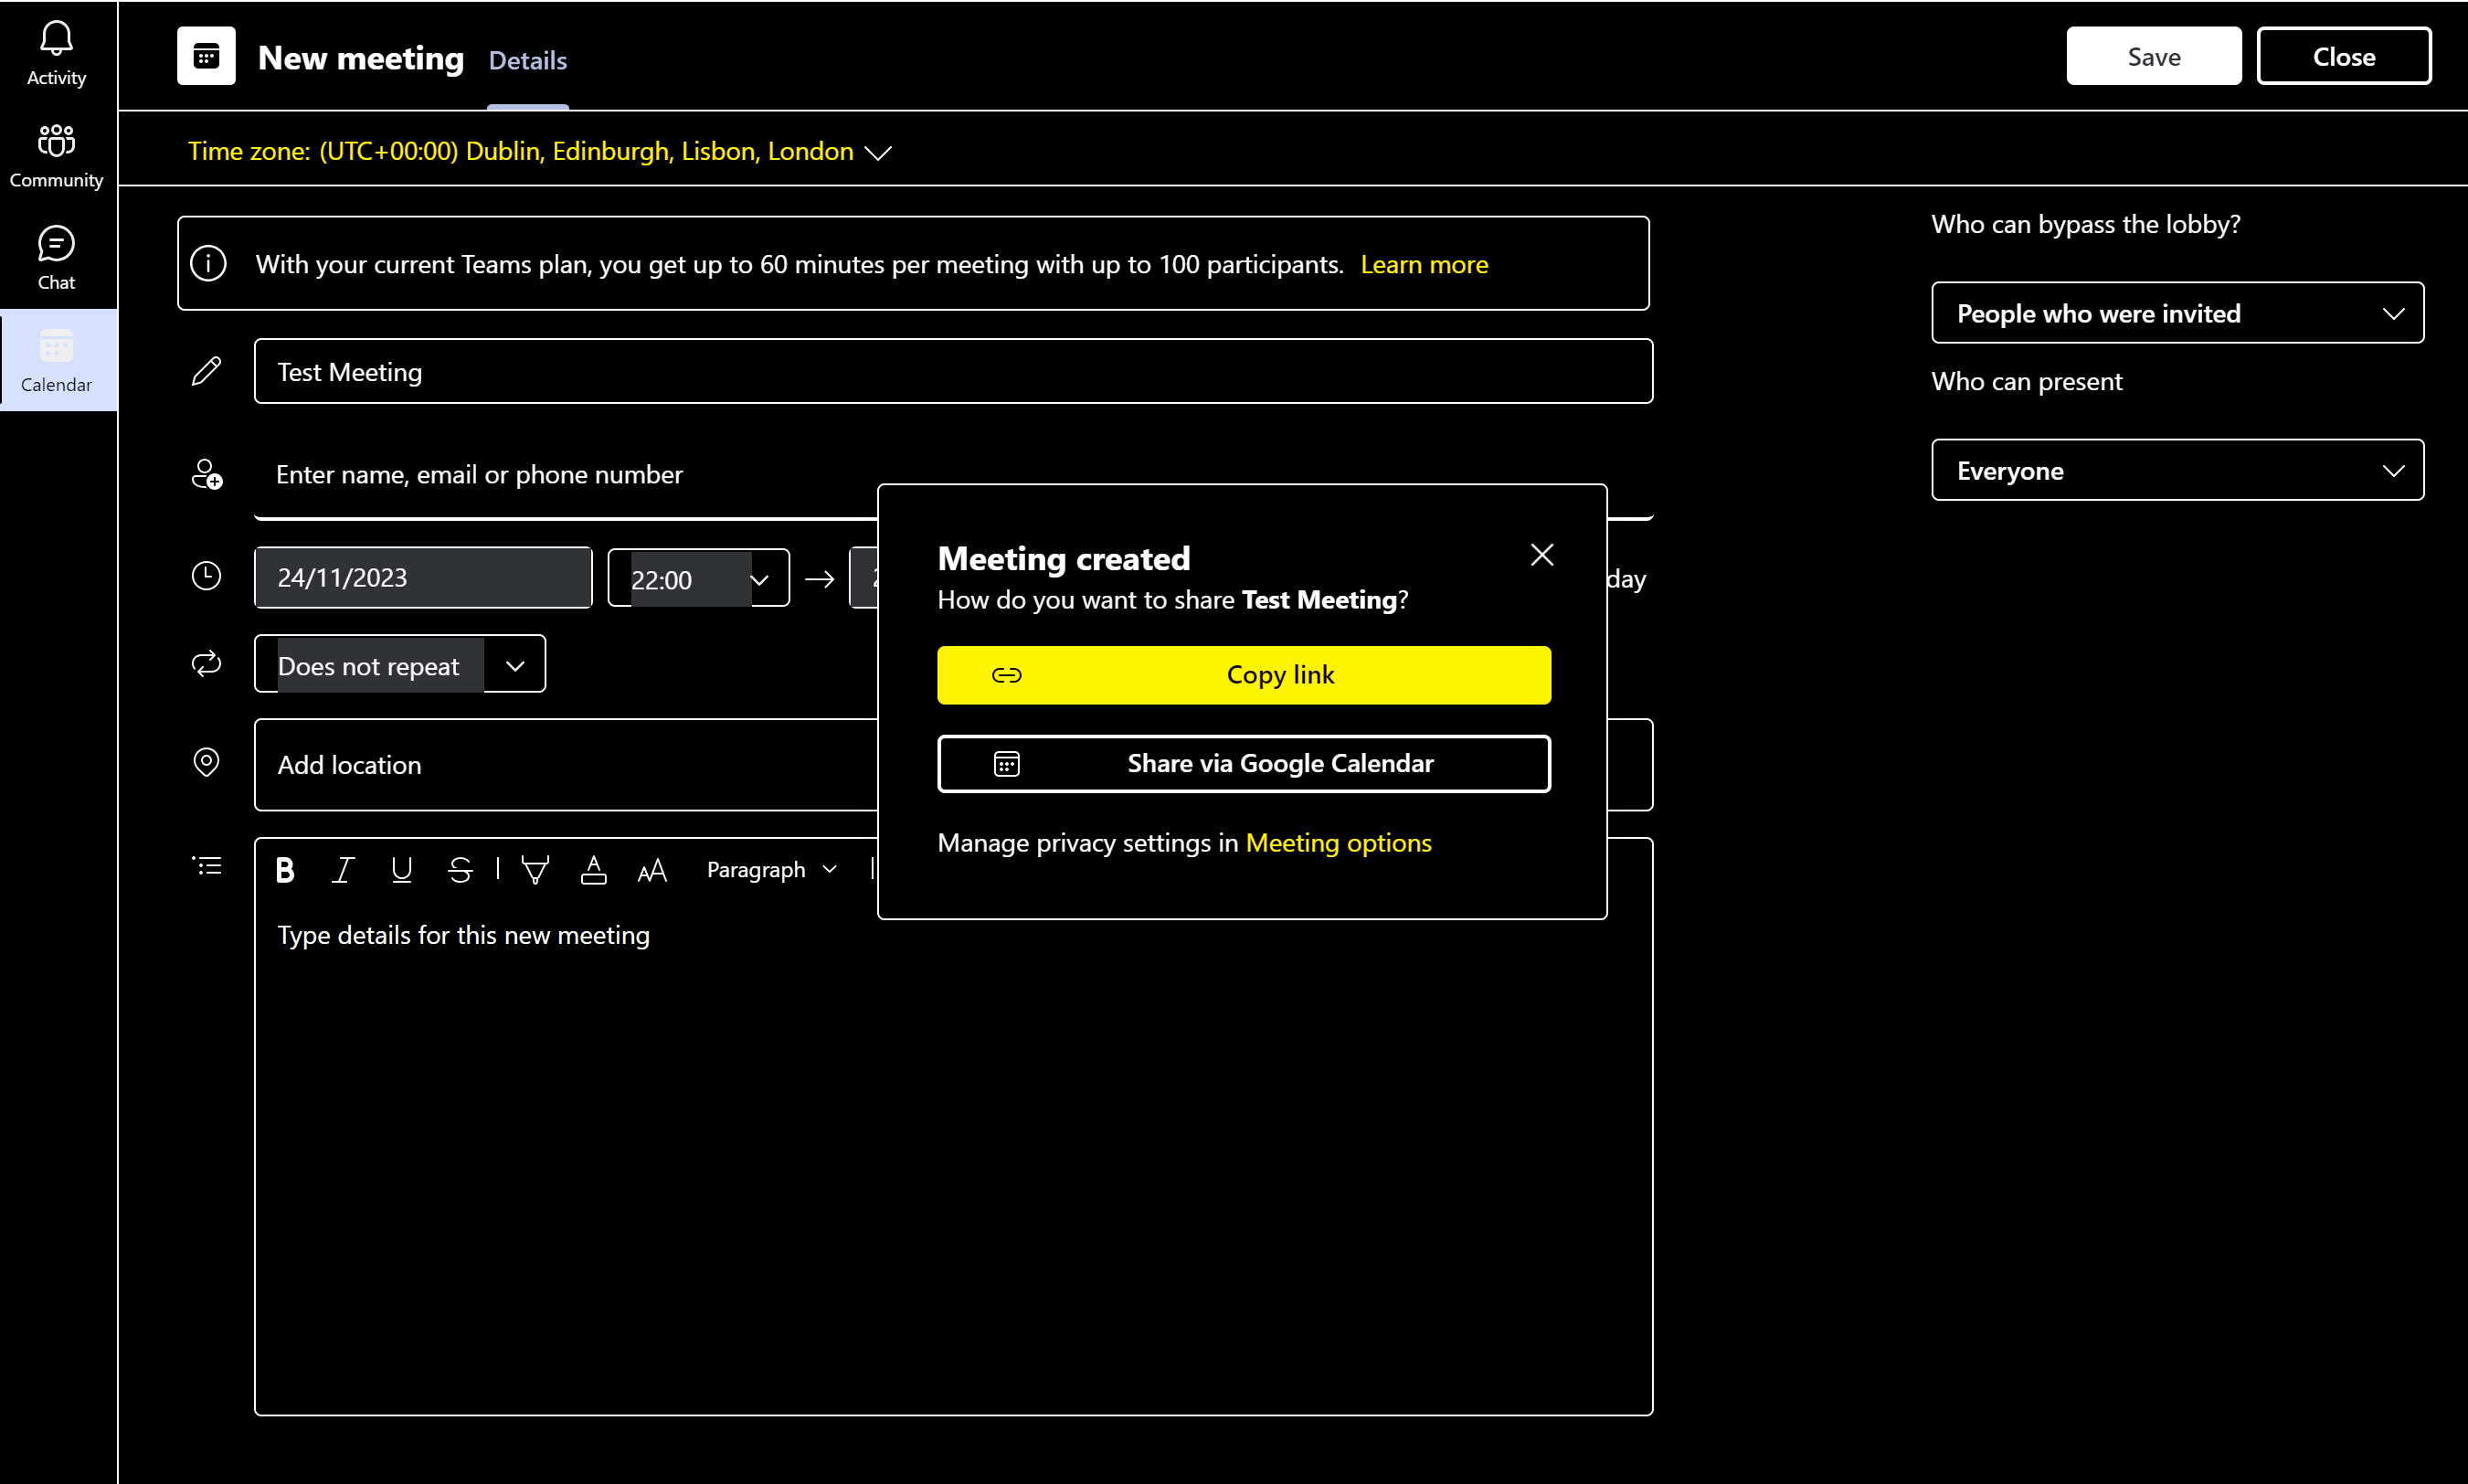 Activity
Community
Chat
Calendar
New meeting
Details
Save
Close
Time zone: (UTC+00:00) Dublin, Edinburgh, Lisbon, London
With your current Teams plan, you get up to 60 minutes per meeting with up to 100 participants. Learn more
Who can bypass the lobby?
People who were invited
Who can present
Everyone
Test Meeting
Enter name, email or phone number
24/11/2023
22:00
day
Does not repeat
Add location
B I U S A AA Paragraph
Type details for this new meeting
Meeting created
How do you want to share Test Meeting?
Copy link
Share via Google Calendar
Manage privacy settings in Meeting options